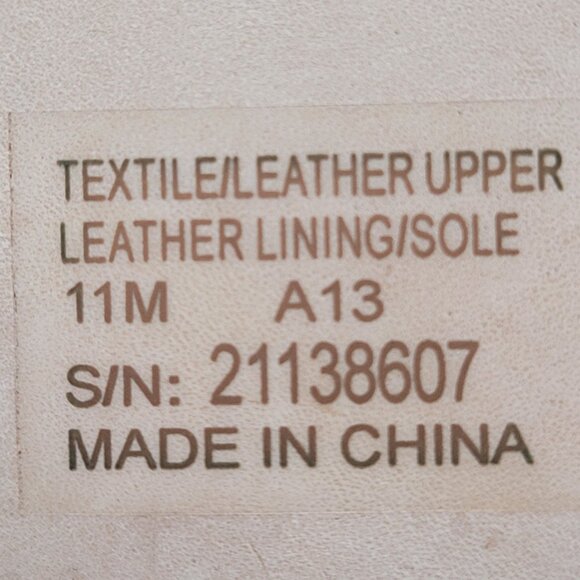 TEXTILE/LEATHER UPPER
LEATHER LINING/SOLE
11M A13
S/N: 21138607
MADE IN CHINA